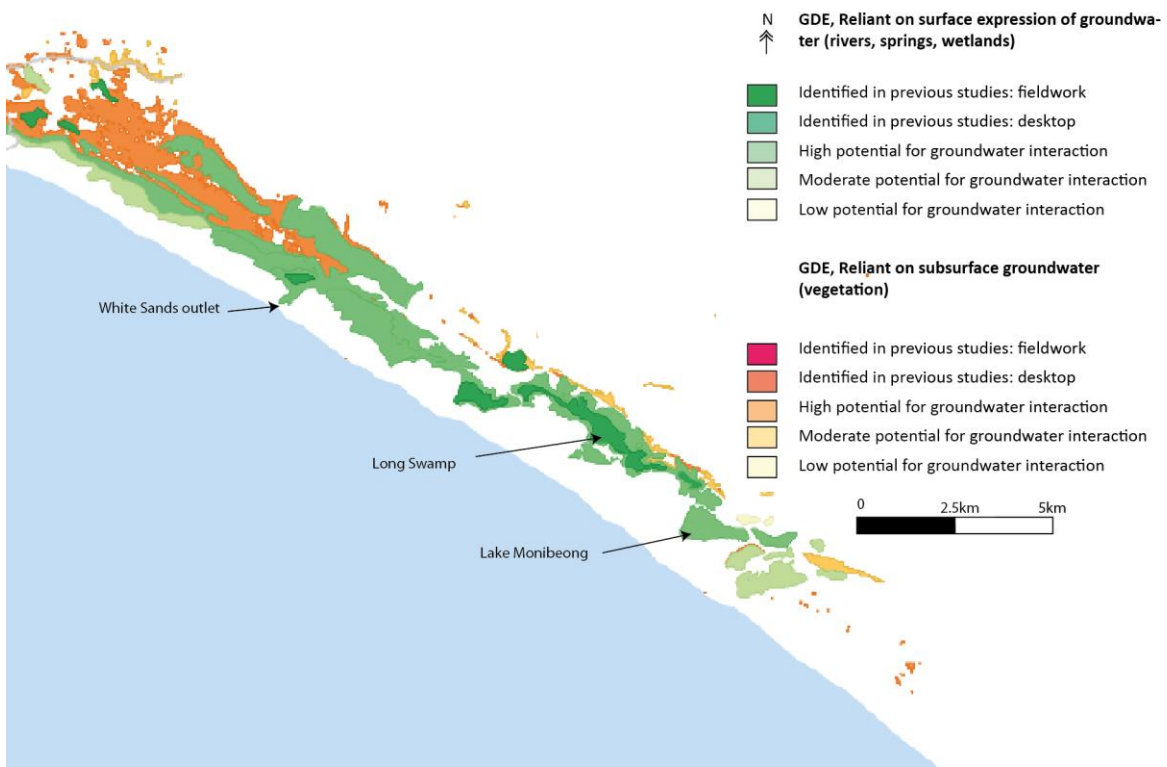 N
GDE, Reliant on surface expression of groundwa-
ter (rivers, springs, wetlands)
Identified in previous studies: fieldwork
Identified in previous studies: desktop
High potential for groundwater interaction
Moderate potential for groundwater interaction
Low potential for groundwater interaction
GDE, Reliant on subsurface groundwater
(vegetation)
Identified in previous studies: fieldwork
Identified in previous studies: desktop
High potential for groundwater interaction
Moderate potential for groundwater interaction
Low potential for groundwater interaction
0 2.5km 5km
White Sands outlet
Long Swamp
Lake Monibeong